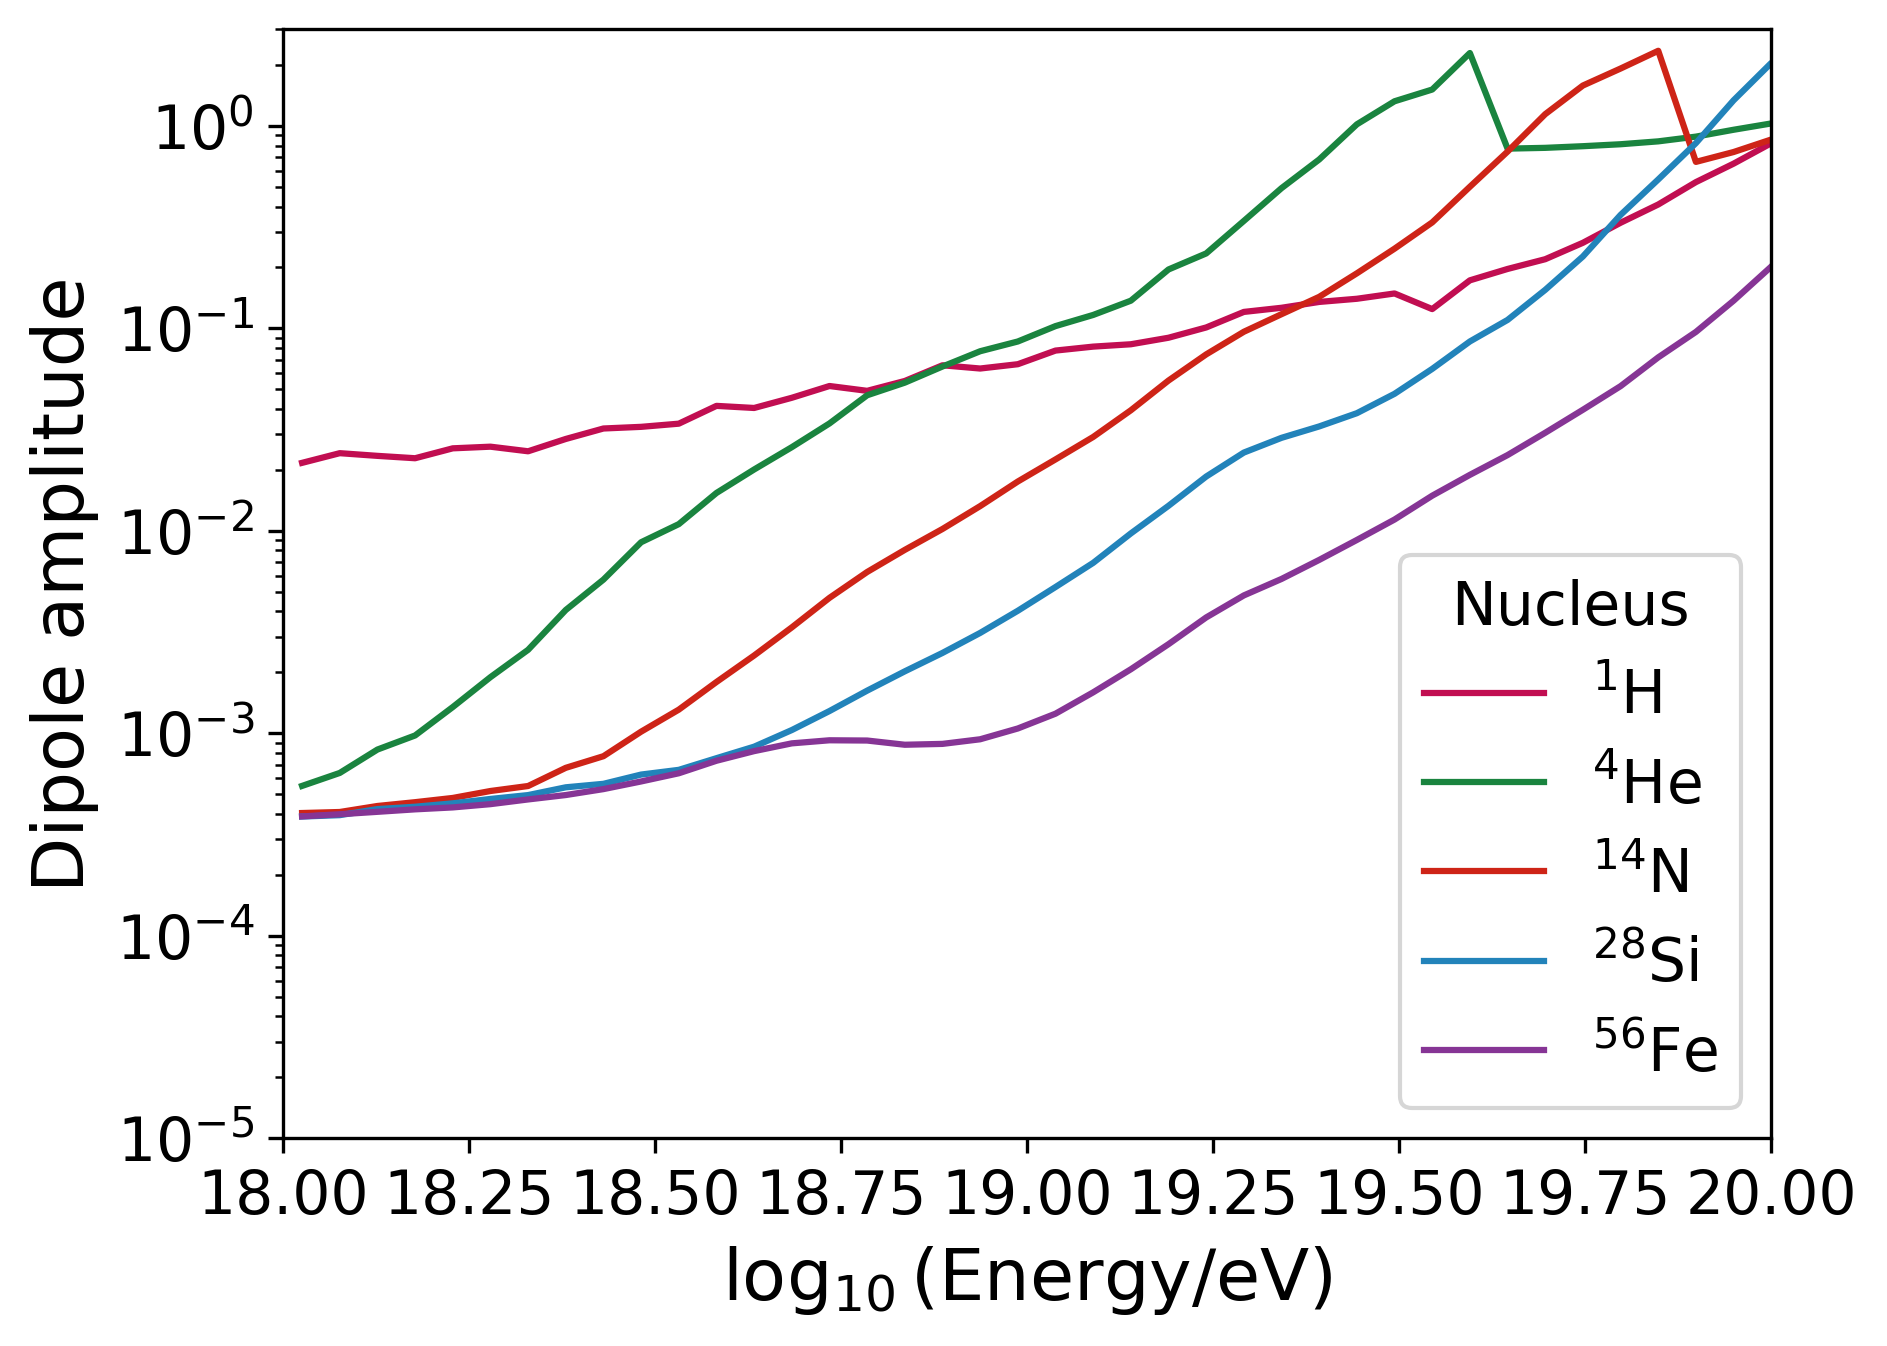 Dipole amplitude
10⁰
10⁻¹
10⁻²
10⁻³
10⁻⁴
10⁻⁵
Nucleus
¹H
⁴He
¹⁴N
²⁸Si
⁵⁶Fe
18.00 18.25 18.50 18.75 19.00 19.25 19.50 19.75 20.00
log₁₀ (Energy/eV)